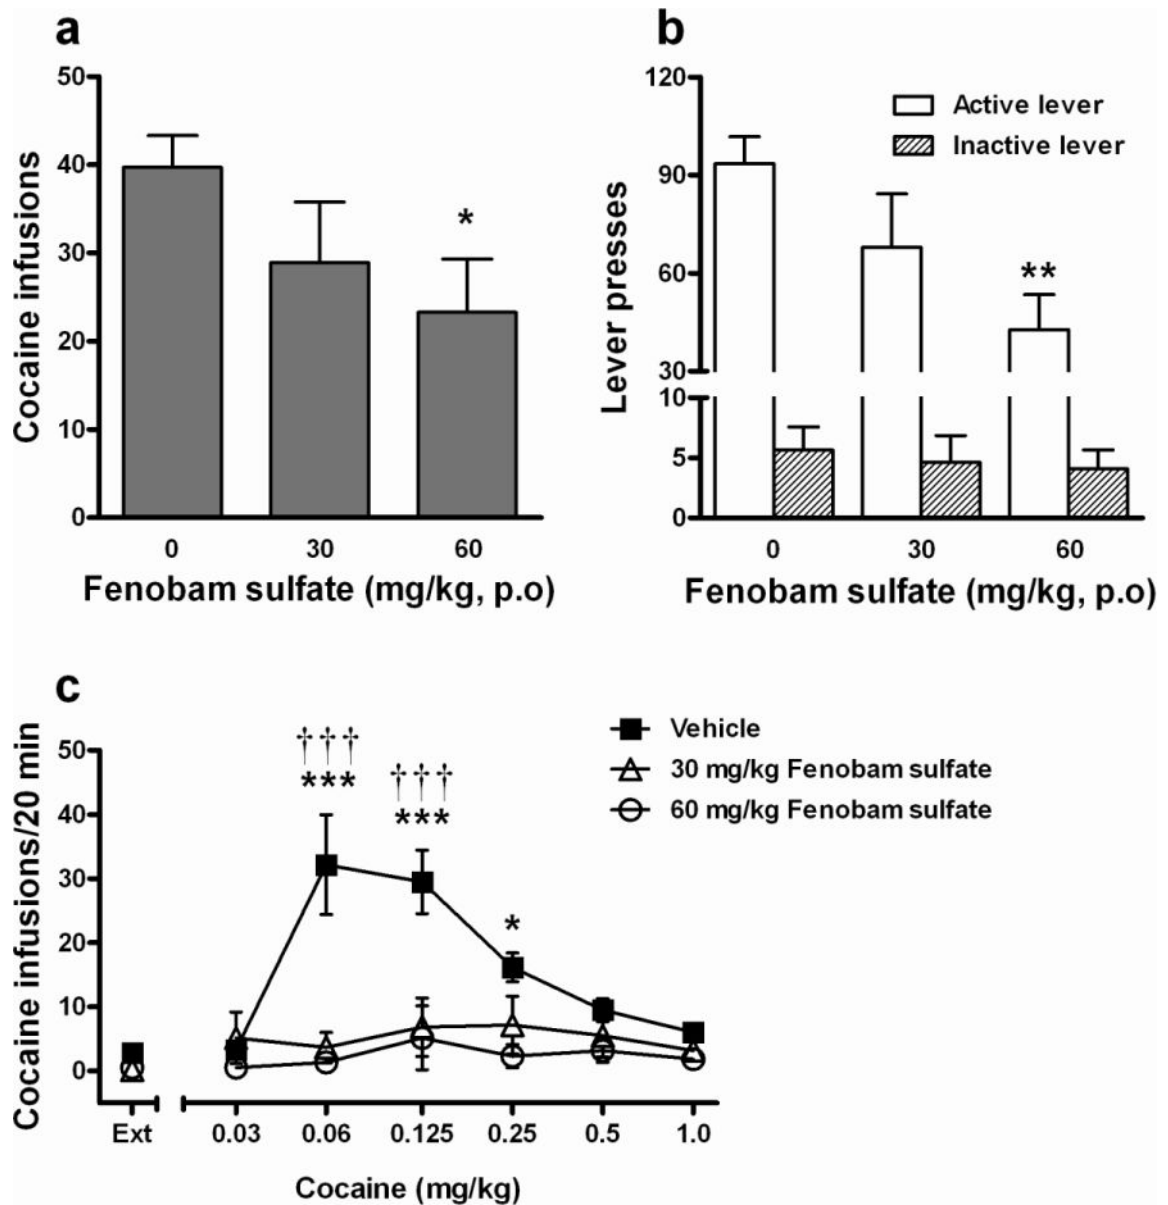 a
50
40
30
20
10
0
Cocaine infusions
*
0 30 60
Fenobam sulfate (mg/kg, p.o)
b
120
90
60
30
10
5
0
Lever presses
Active lever
Inactive lever
**
0 30 60
Fenobam sulfate (mg/kg, p.o)
c
50
40
30
20
10
0
Cocaine infusions/20 min
†††
***
†††
***
*
Vehicle
30 mg/kg Fenobam sulfate
60 mg/kg Fenobam sulfate
Ext 0.03 0.06 0.125 0.25 0.5 1.0
Cocaine (mg/kg)